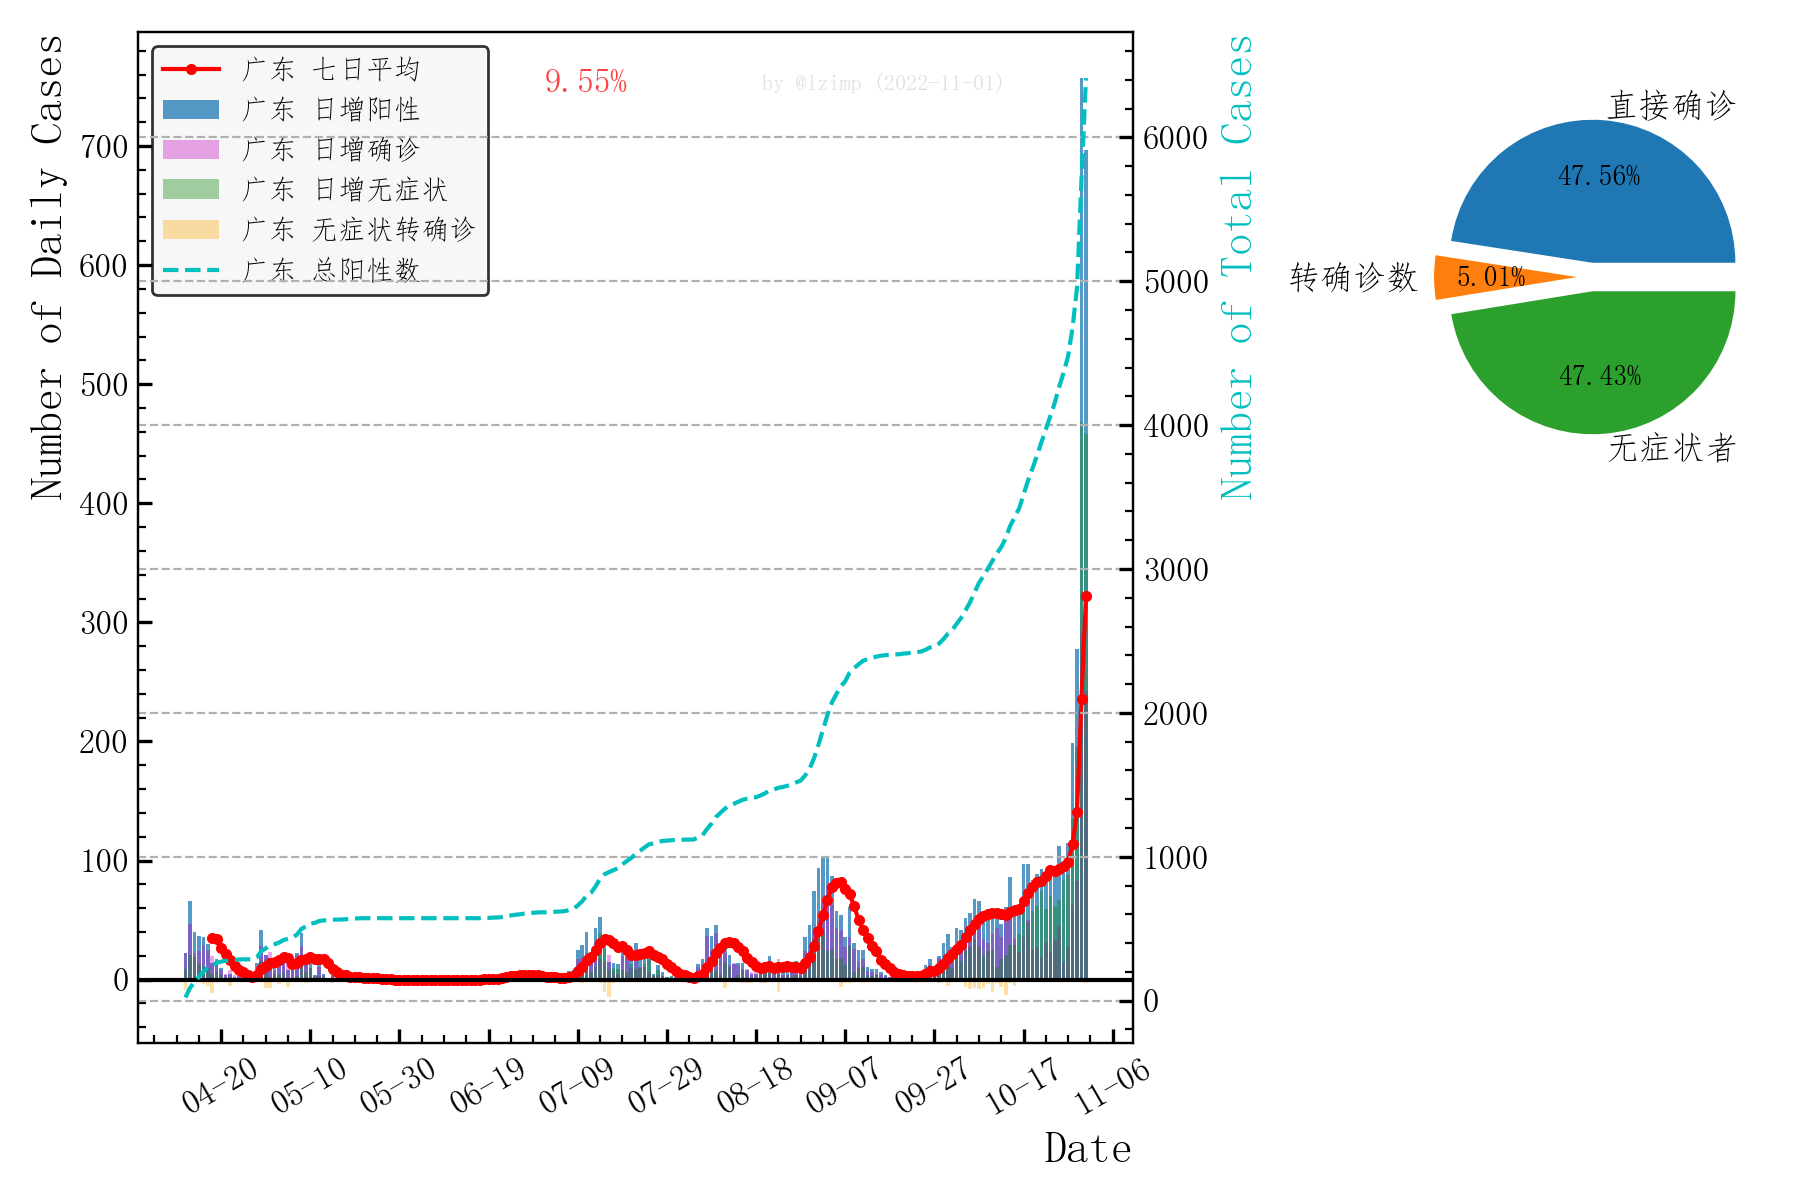 广东 七日平均
广东 日增阳性
广东 日增确诊
广东 日增无症状
广东 无症状转确诊
广东 总阳性数
9.55%
by @lzimp (2022-11-01)
Number of Daily Cases
700
600
500
400
300
200
100
0
Number of Total Cases
6000
5000
4000
3000
2000
1000
0
04-20
05-10
05-30
06-19
07-09
07-29
08-18
09-07
09-27
10-17
11-06
Date
直接确诊
47.56%
转确诊数
5.01%
47.43%
无症状者